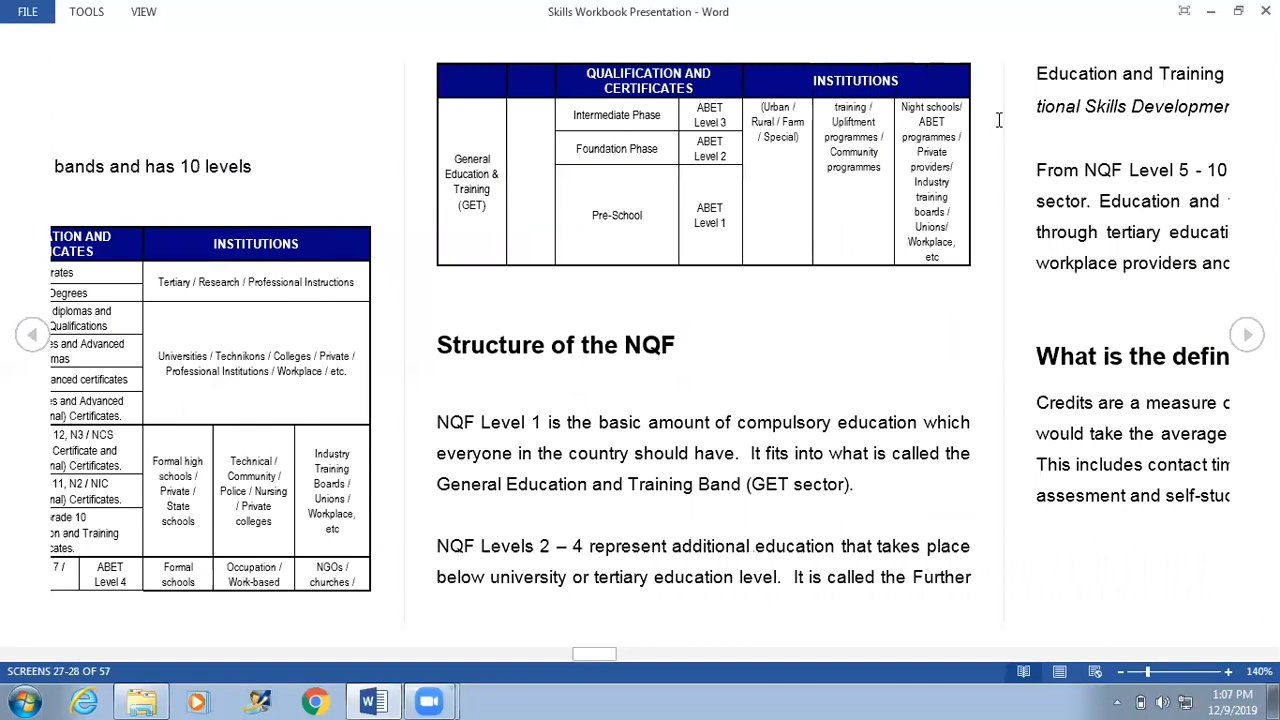 FILE TOOLS VIEW Skills Workbook Presentation - Word
bands and has 10 levels
TION AND
CATES
INSTITUTIONS
rates
Degrees
Tertiary / Research / Professional Instructions
diplomas and
Qualifications
es and Advanced
mas
anced certificates
es and Advanced
nal) Certificates.
Universities / Technikons / Colleges / Private /
Professional Institutions / Workplace / etc.
12, N3 / NCS
Certificate and
nal) Certificates.
11, N2 / NIC
nal) Certificates.
Grade 10
on and Training
cates.
Formal high
schools /
Private /
State
schools
Technical /
Community /
Police / Nursing
/ Private
colleges
Industry
Training
Boards /
Unions /
Workplace,
etc
7 /
ABET
Level 4
Formal
schools
Occupation /
Work-based
NGOs /
churches /
QUALIFICATION AND
CERTIFICATES
INSTITUTIONS
General
Education &
Training
(GET)
Intermediate Phase
ABET
Level 3
Foundation Phase
ABET
Level 2
Pre-School
ABET
Level 1
(Urban /
Rural / Farm
/ Special)
training /
Upliftment
programmes /
Community
programmes
Night schools/
ABET
programmes /
Private
providers/
Industry
training
boards /
Unions/
Workplace,
etc
Structure of the NQF
NQF Level 1 is the basic amount of compulsory education which
everyone in the country should have. It fits into what is called the
General Education and Training Band (GET sector).
NQF Levels 2 – 4 represent additional education that takes place
below university or tertiary education level. It is called the Further
Education and Training
tional Skills Developmen
From NQF Level 5 - 10
sector. Education and
through tertiary educati
workplace providers and
What is the defin
Credits are a measure o
would take the average
This includes contact tim
assesment and self-stud
SCREENS 27-28 OF 57
140%
1:07 PM
12/9/2019